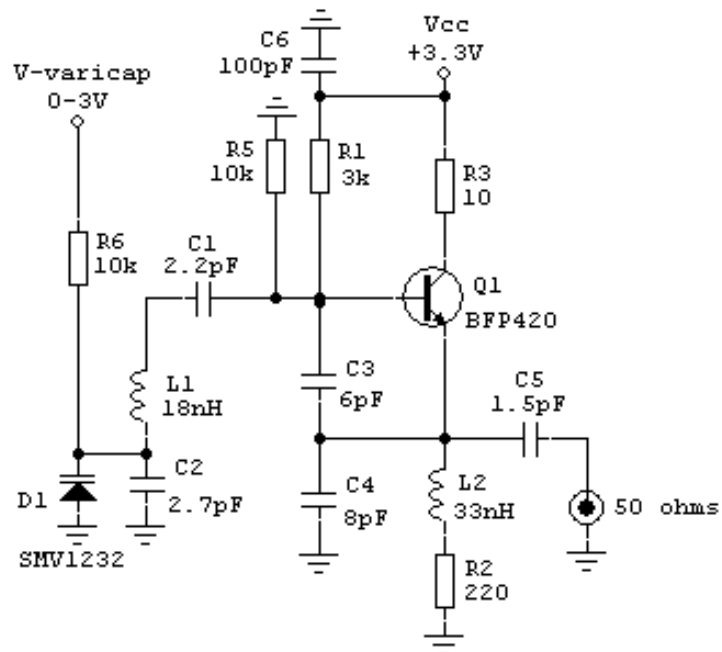 C6
100pF
Vcc
+3.3V
V-varicap
0-3V
R5
10k
R1
3k
R3
10
R6
10k
C1
2.2pF
Q1
BFP420
L1
18nH
C3
6pF
C5
1.5pF
C2
2.7pF
D1
SMV1232
C4
8pF
L2
33nH
50 ohms
R2
220